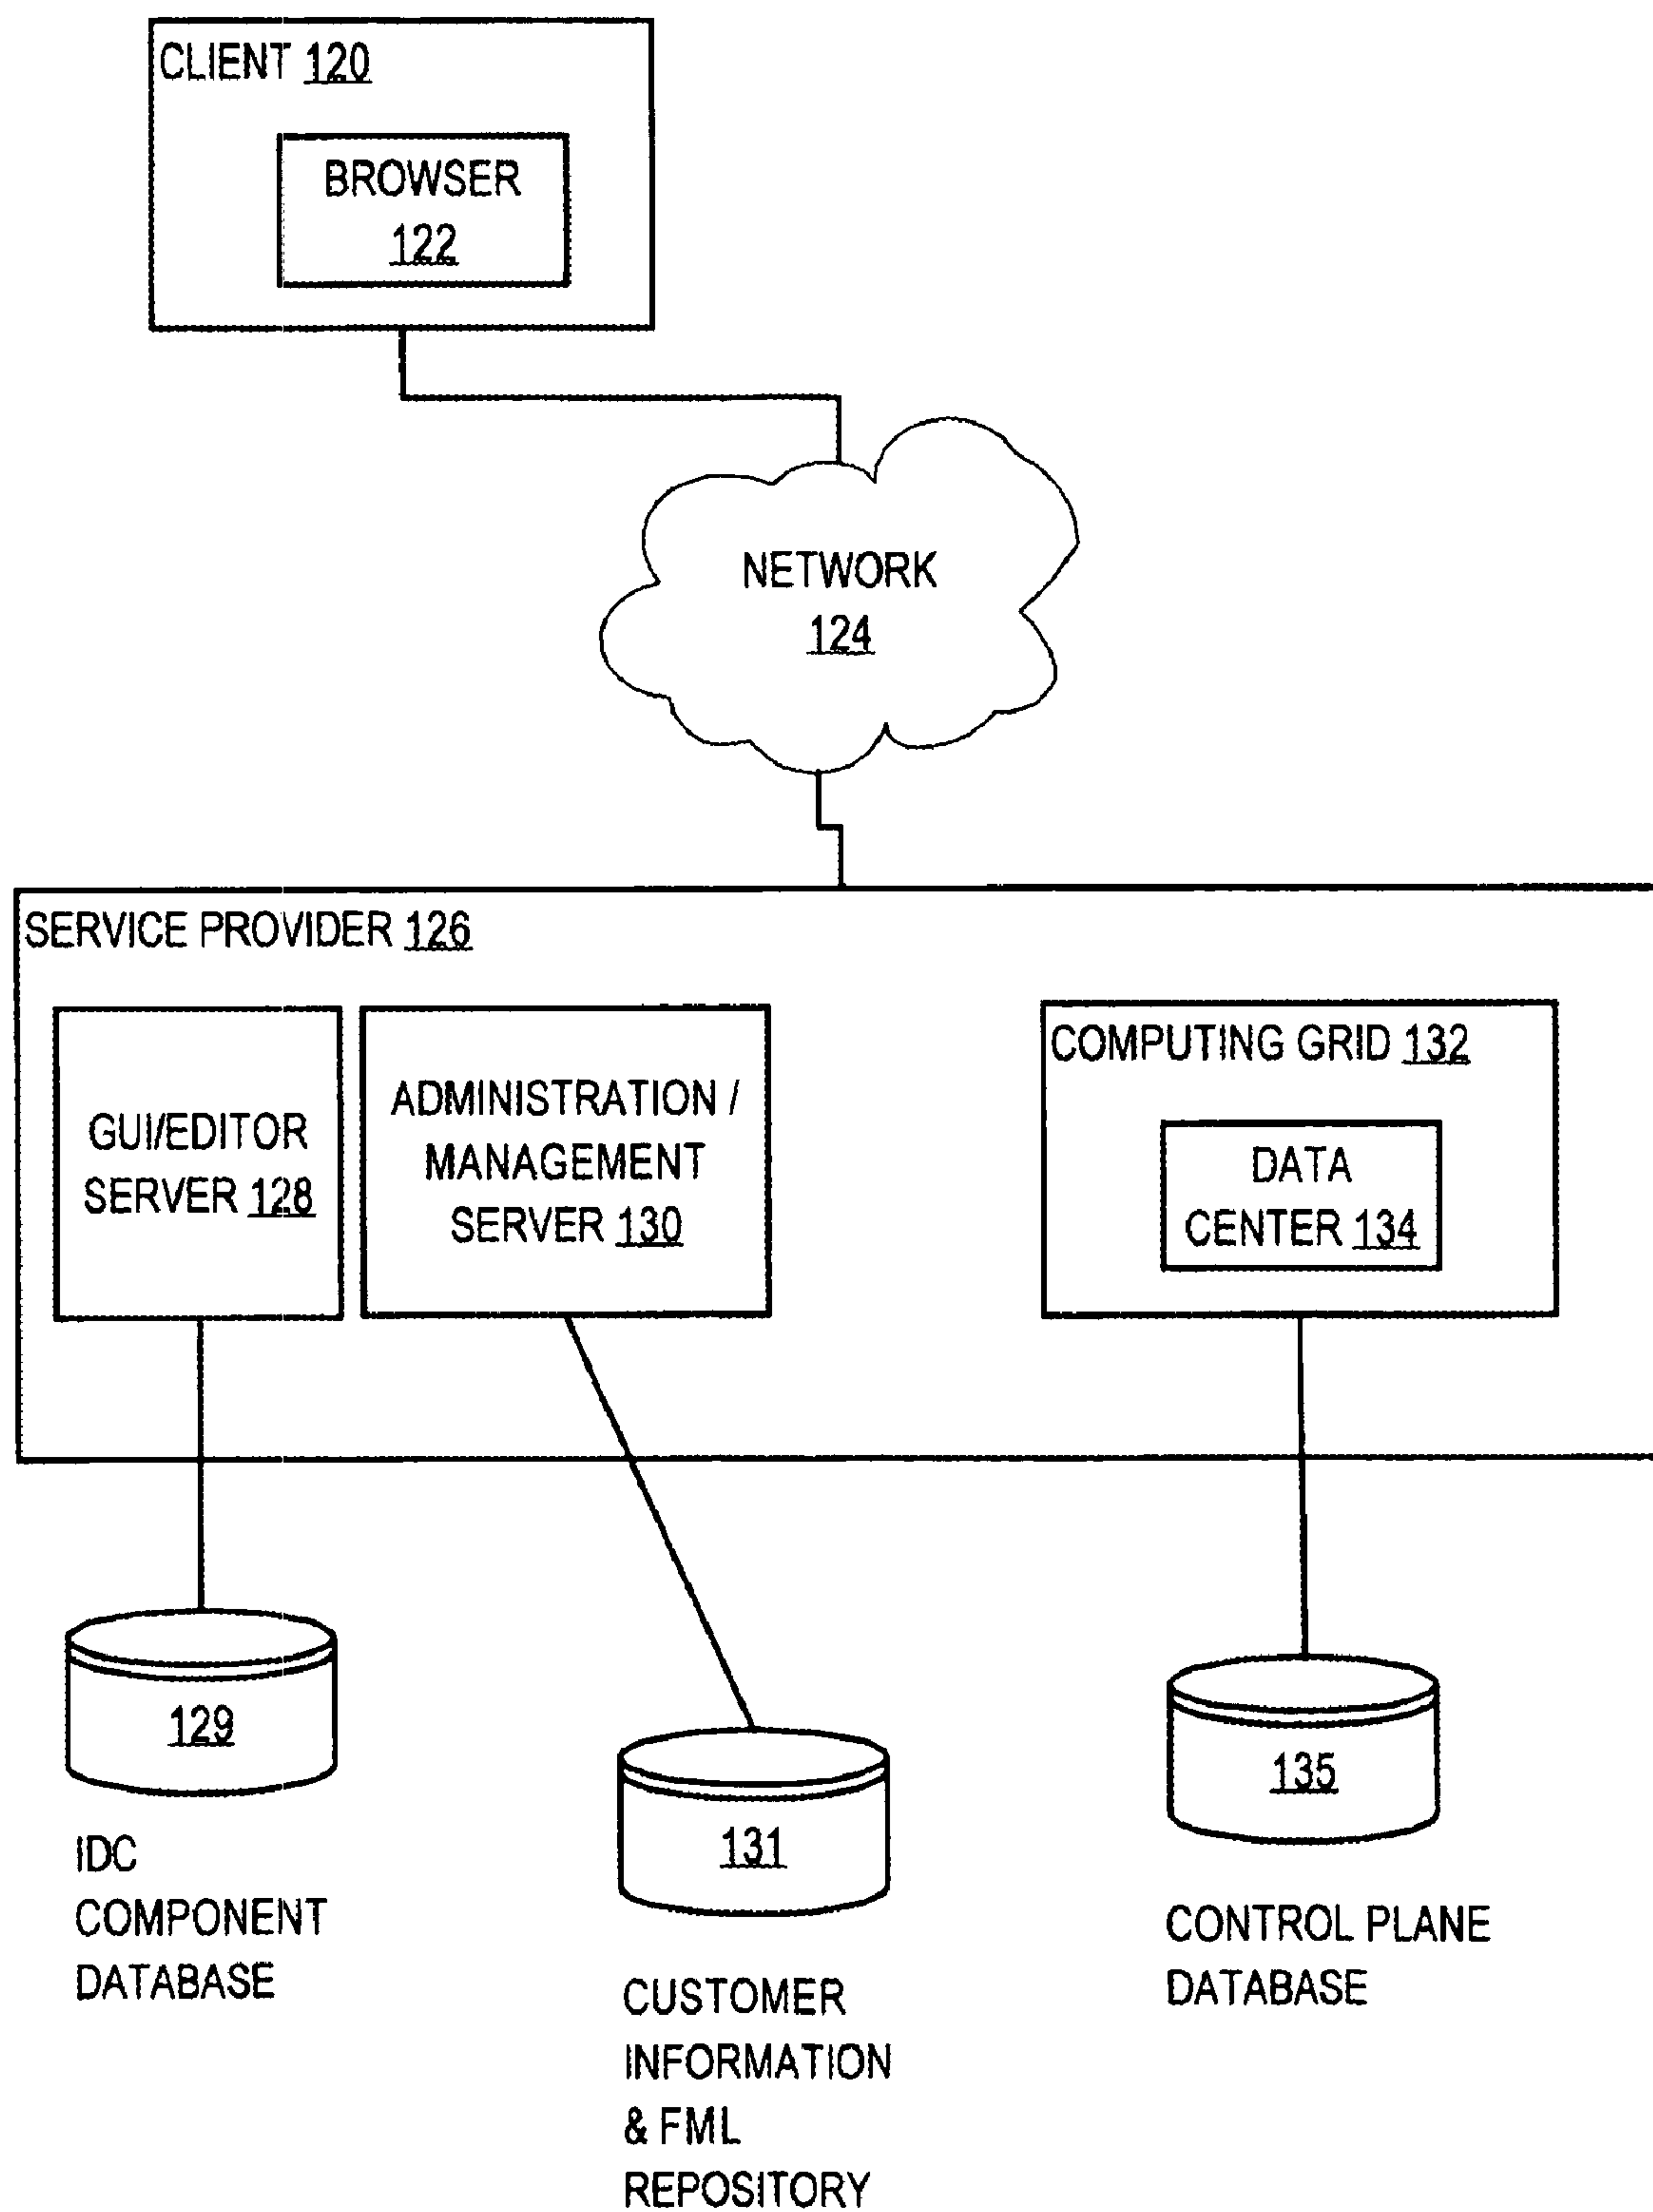 CLIENT 120
BROWSER
122
NETWORK
124
SERVICE PROVIDER 126
GUI/EDITOR
SERVER 128
ADMINISTRATION /
MANAGEMENT
SERVER 130
COMPUTING GRID 132
DATA
CENTER 134
129
IDC
COMPONENT
DATABASE
131
CUSTOMER
INFORMATION
& FML
REPOSITORY
135
CONTROL PLANE
DATABASE